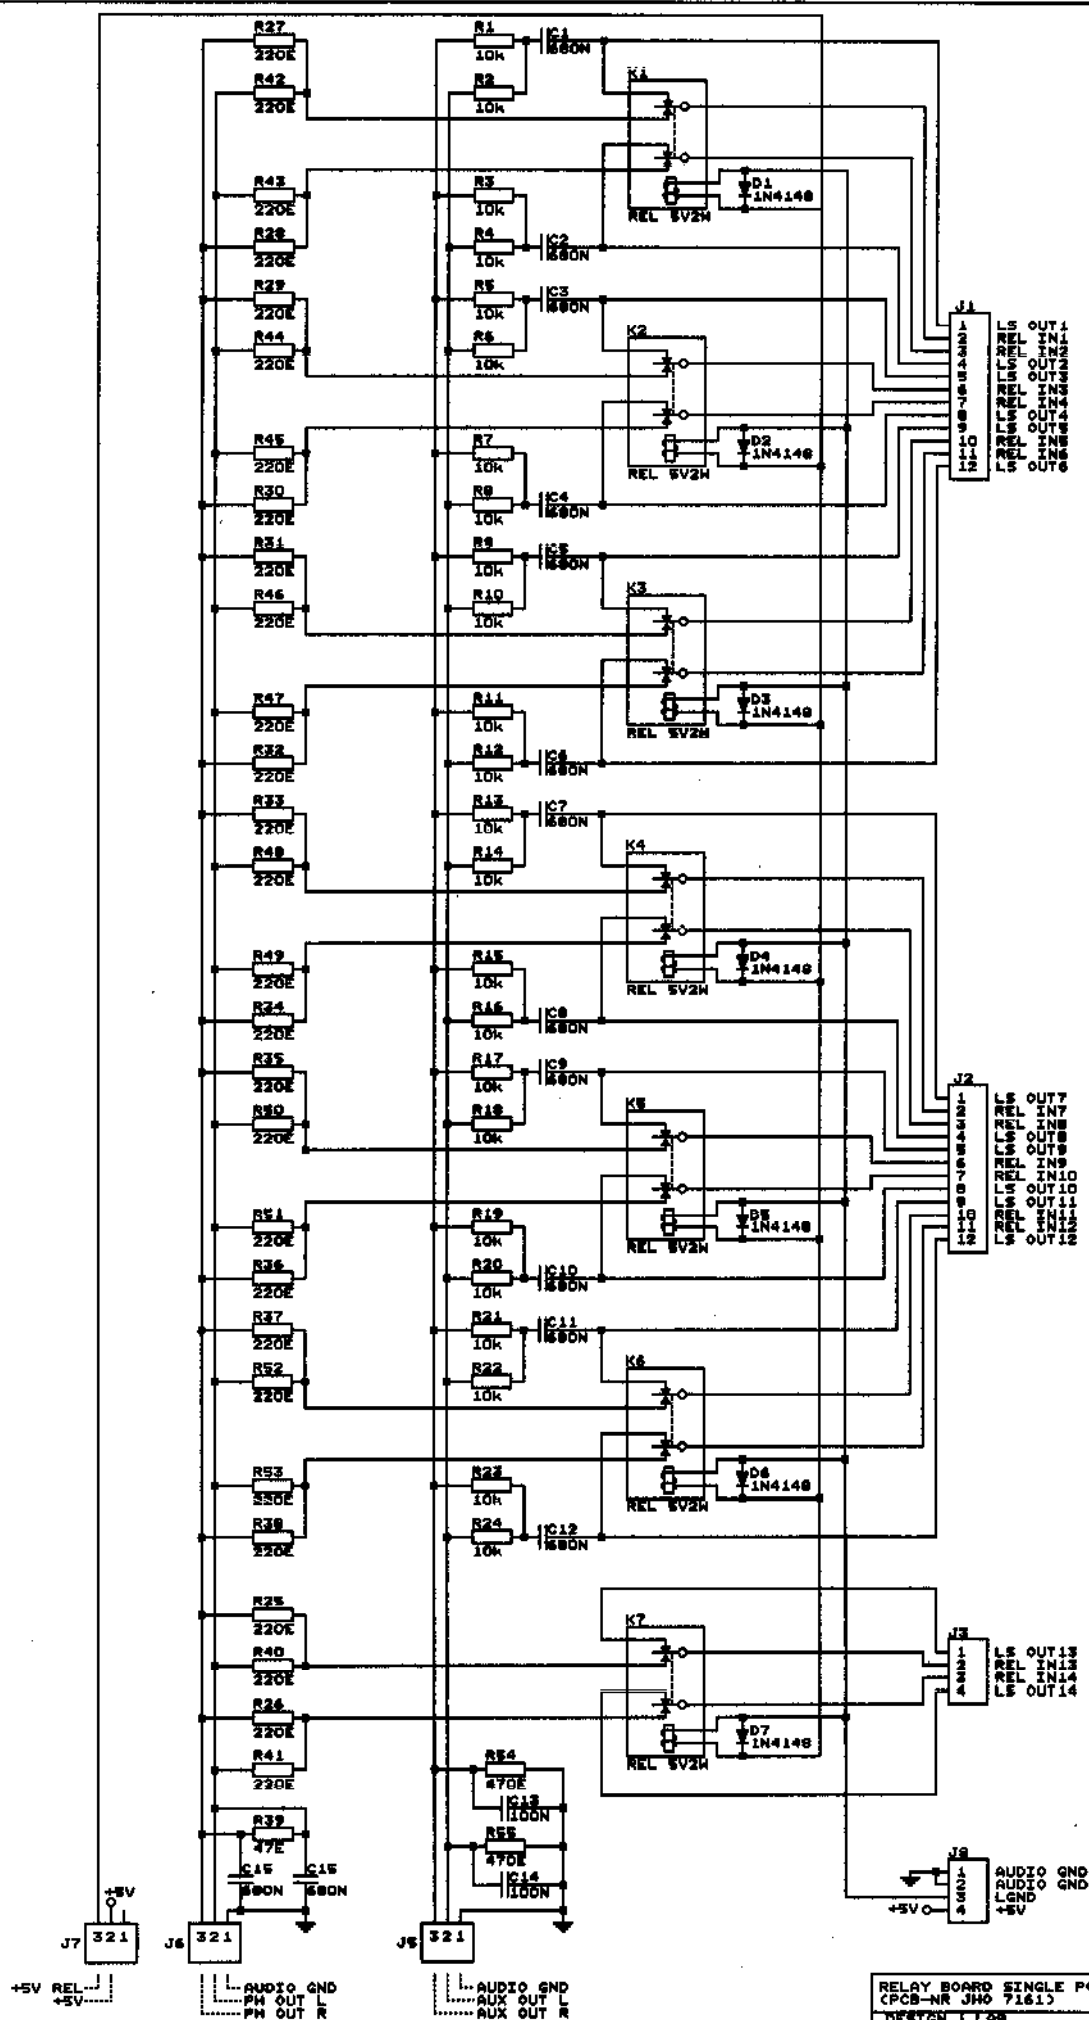 R27
220E
R42
220E
R43
220E
R28
220E
R29
220E
R44
220E
R45
220E
R30
220E
R31
220E
R46
220E
R47
220E
R32
220E
R33
220E
R48
220E
R49
220E
R34
220E
R35
220E
R50
220E
R51
220E
R36
220E
R37
220E
R52
220E
R53
220E
R38
220E
R25
220E
R40
220E
R26
220E
R41
220E
R39
47E
C15
680N
C15
680N
R1
10k
R2
10k
C1
680N
R3
10k
R4
10k
C2
680N
R5
10k
R6
10k
C3
680N
R7
10k
R8
10k
C4
680N
R9
10k
R10
10k
C5
680N
R11
10k
R12
10k
C6
680N
R13
10k
R14
10k
C7
680N
R15
10k
R16
10k
C8
680N
R17
10k
R18
10k
C9
680N
R19
10k
R20
10k
C10
680N
R21
10k
R22
10k
C11
680N
R23
10k
R24
10k
C12
680N
R54
470E
C13
100N
R55
470E
C14
100N
K1
REL 5V2W
D1
1N4148
K2
REL 5V2W
D2
1N4148
K3
REL 5V2W
D3
1N4148
K4
REL 5V2W
D4
1N4148
K5
REL 5V2W
D5
1N4148
K6
REL 5V2W
D6
1N4148
K7
REL 5V2W
D7
1N4148
J1
1 LS OUT1
2 REL IN1
3 REL IN2
4 LS OUT2
5 LS OUT3
6 REL IN3
7 REL IN4
8 LS OUT4
9 LS OUT5
10 REL IN5
11 REL IN6
12 LS OUT6
J2
1 LS OUT7
2 REL IN7
3 REL IN8
4 LS OUT8
5 LS OUT9
6 REL IN9
7 REL IN10
8 LS OUT10
9 LS OUT11
10 REL IN11
11 REL IN12
12 LS OUT12
J3
1 LS OUT13
2 REL IN13
3 REL IN14
4 LS OUT14
1 AUDIO GND
2 AUDIO GND
3 LGND
+5V 4 +5V
+5V
J7 321
+5V REL
+5V
J6 321
AUDIO GND
PH OUT L
PH OUT R
J5 321
AUDIO GND
AUX OUT L
AUX OUT R
RELAY BOARD SINGLE
(PCB-NR JHO 7161)
DESIGN